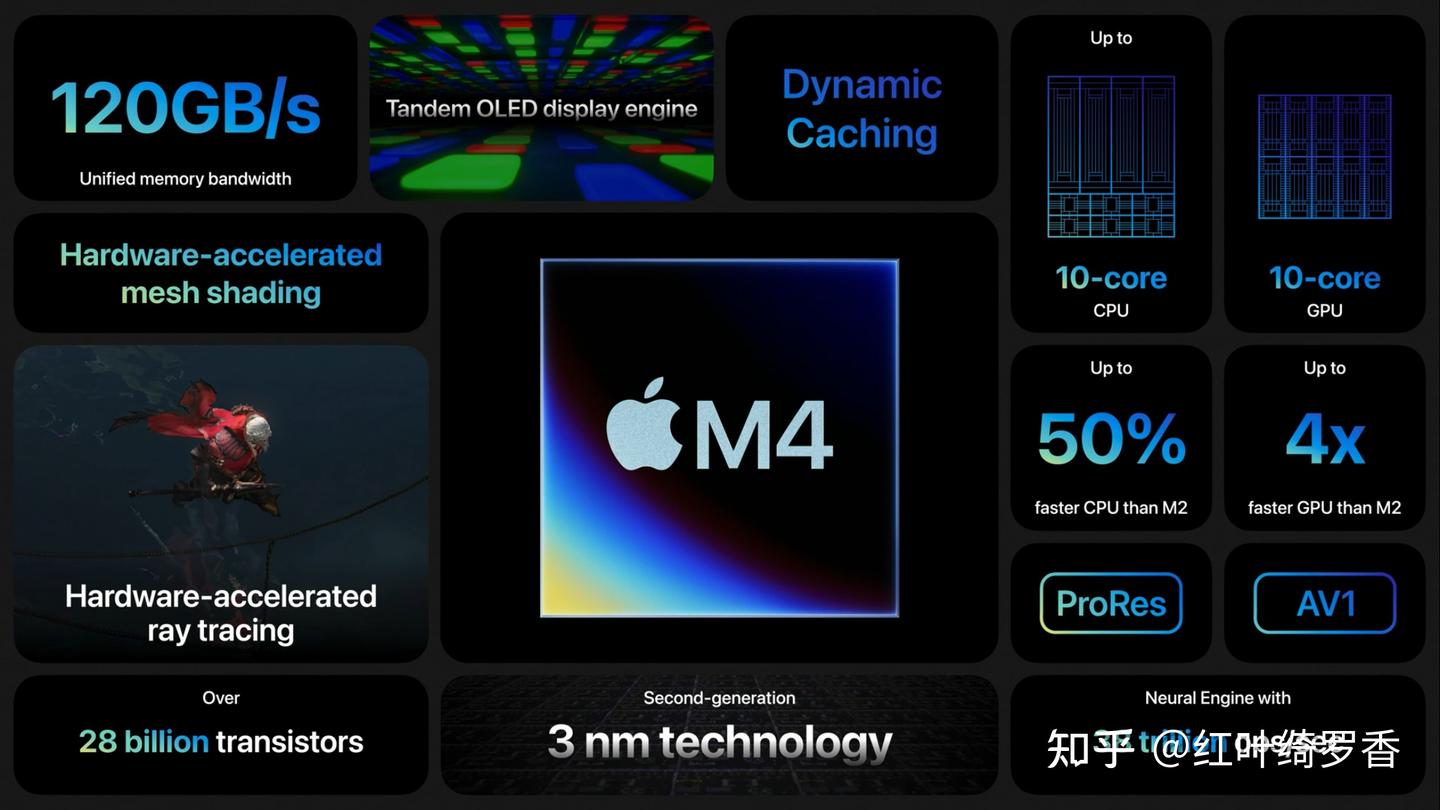 120GB/s
Unified memory bandwidth
Tandem OLED display engine
Dynamic
Caching
Up to
10-core
CPU
10-core
GPU
Hardware-accelerated
mesh shading
Hardware-accelerated
ray tracing
M4
Up to
50%
faster CPU than M2
Up to
4x
faster GPU than M2
ProRes
AV1
Over
28 billion transistors
Second-generation
3 nm technology
Neural Engine with
trillion
知乎 @红叶绮罗香